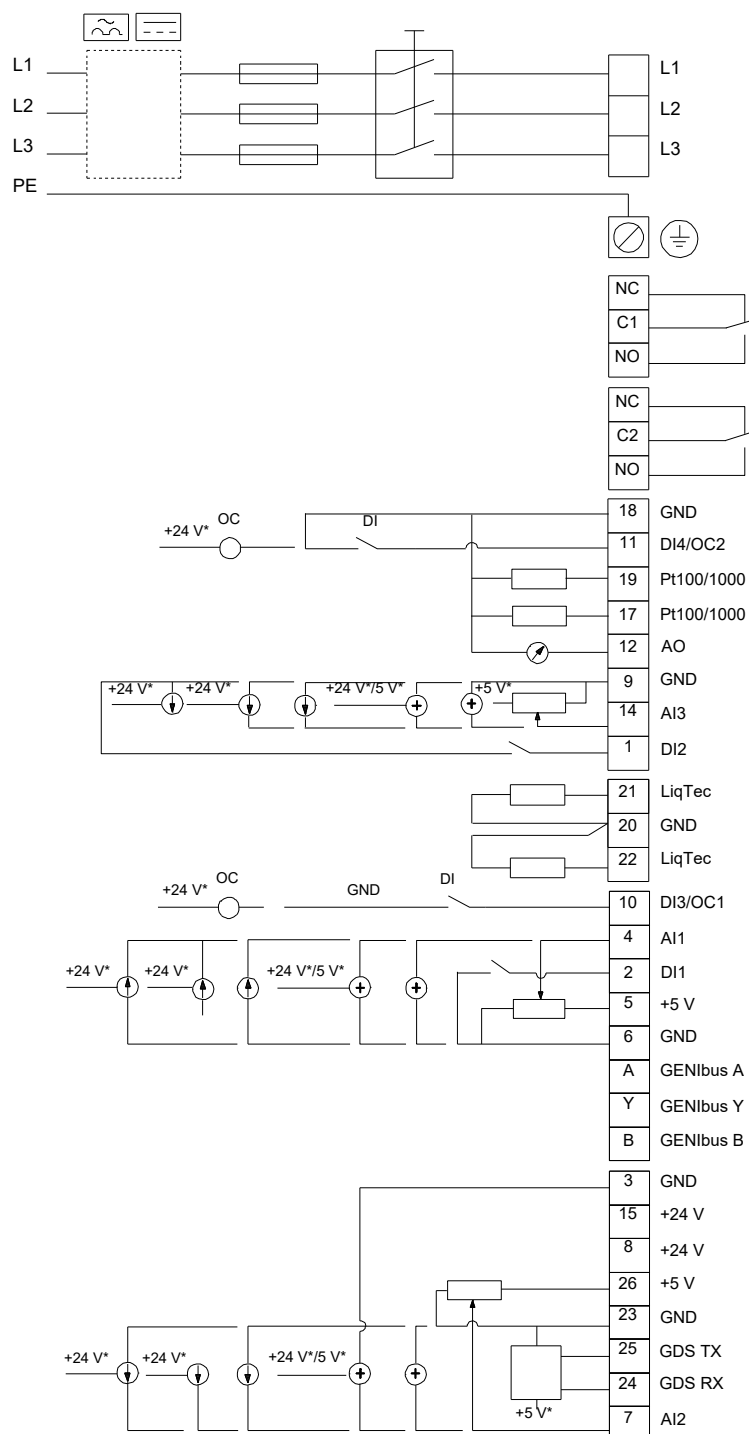 L1 L1
L2 L2
L3 L3
PE
NC
C1
NO
NC
C2
NO
18 GND
+24 V* OC DI 11 DI4/OC2
19 Pt100/1000
17 Pt100/1000
12 AO
+24 V* +24 V* +24 V*/5 V* +5 V* 9 GND
14 AI3
1 DI2
21 LiqTec
20 GND
22 LiqTec
+24 V* OC GND DI 10 DI3/OC1
4 AI1
+24 V* +24 V* +24 V*/5 V* 2 DI1
5 +5 V
6 GND
A GENIbus A
Y GENIbus Y
B GENIbus B
3 GND
15 +24 V
8 +24 V
26 +5 V
23 GND
+24 V* +24 V* +24 V*/5 V* 25 GDS TX
24 GDS RX
+5 V* 7 AI2